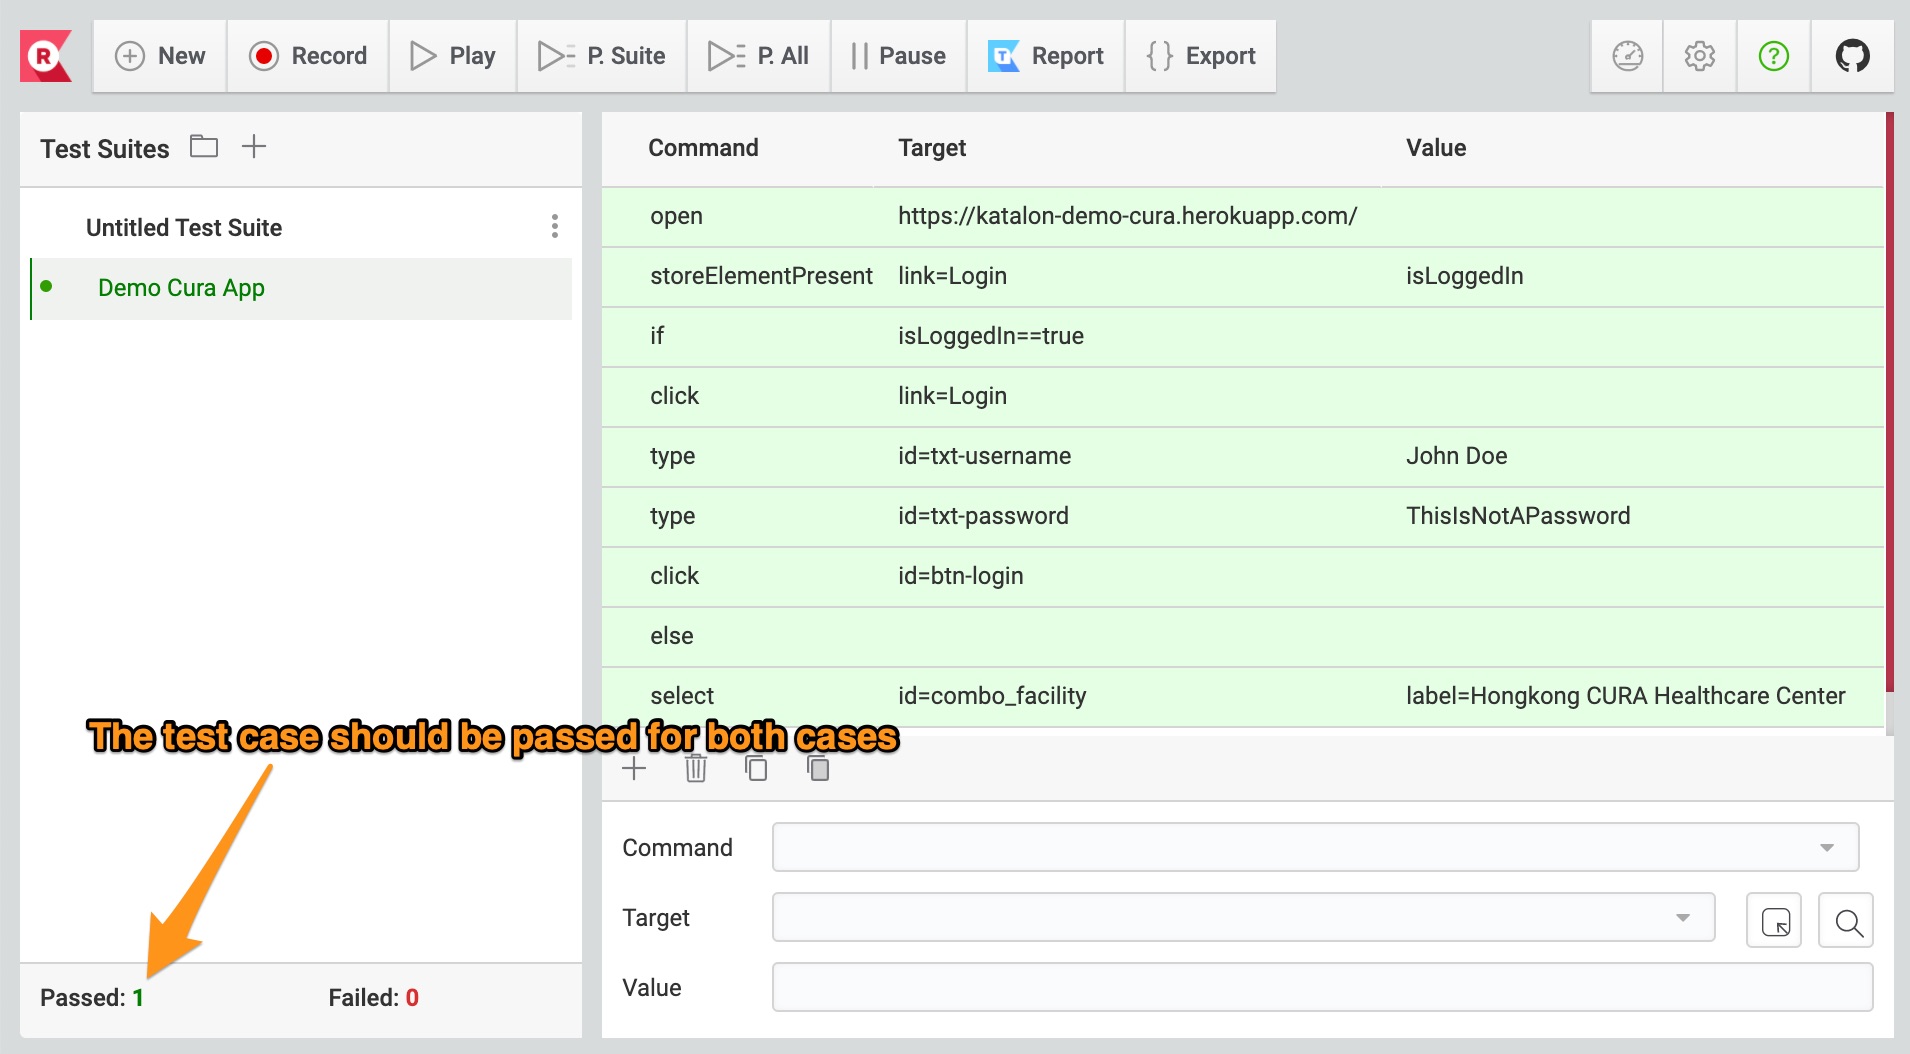 R New Record Play P. Suite P. All Pause Report Export
Test Suites
Untitled Test Suite
Demo Cura App
Command Target Value
open https://katalon-demo-cura.herokuapp.com/
storeElementPresent link=Login isLoggedIn
if isLoggedIn==true
click link=Login
type id=txt-username John Doe
type id=txt-password ThisIsNotAPassword
click id=btn-login
else
select id=combo_facility label=Hongkong CURA Healthcare Center
The test case should be passed for both cases
Command
Target
Value
Passed: 1 Failed: 0